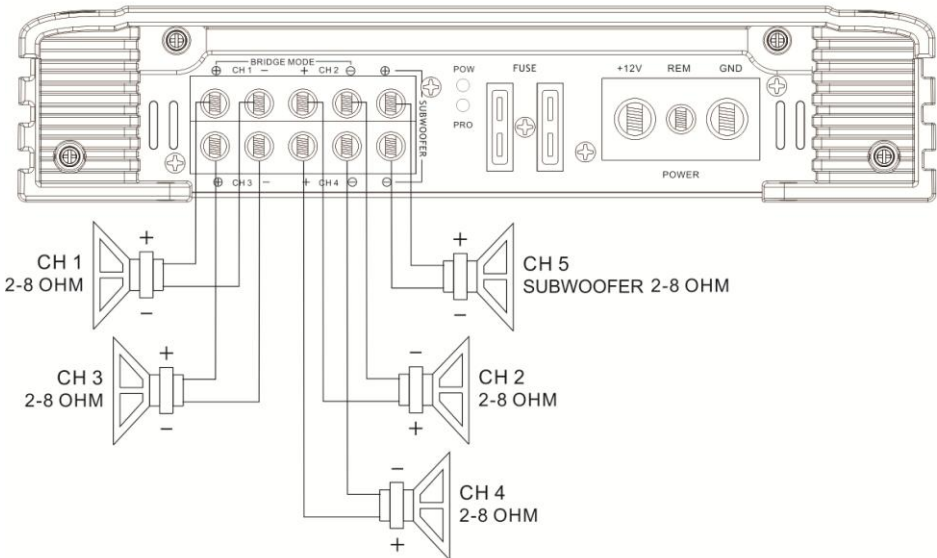 BRIDGE MODE
⊕ CH 1 − + CH 2 ⊖ ⊕
SUBWOOFER
⊕ CH 3 − + CH 4 ⊖ ⊖
POW
PRO
FUSE
+12V REM GND
POWER
+
CH 1
2-8 OHM
−
+
CH 5
SUBWOOFER 2-8 OHM
−
+
CH 3
2-8 OHM
−
−
CH 2
2-8 OHM
+
−
CH 4
2-8 OHM
+